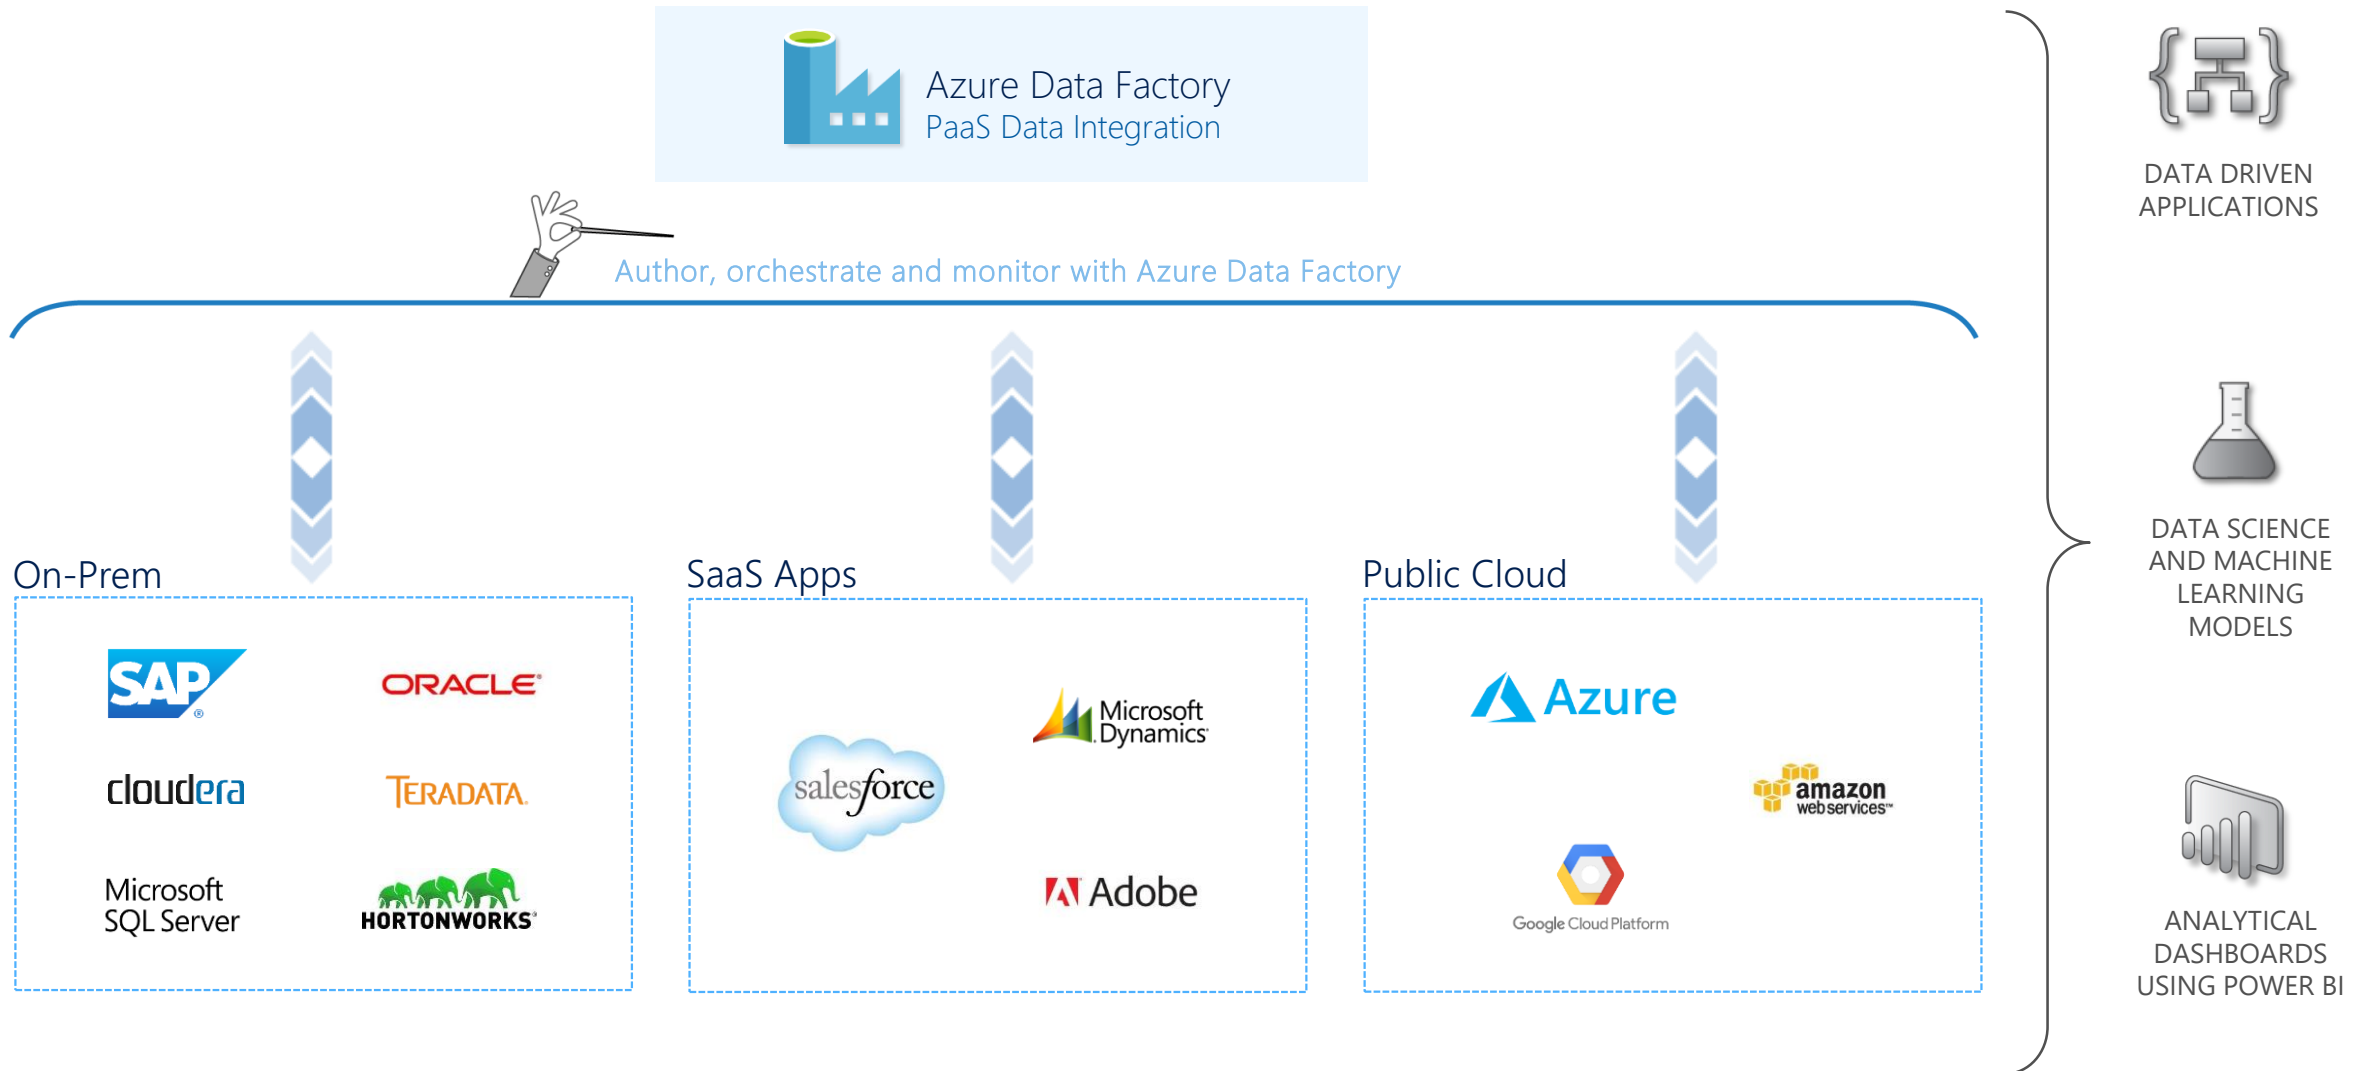 Azure Data Factory
PaaS Data Integration
Author, orchestrate and monitor with Azure Data Factory
On-Prem
SAP®
ORACLE®
cloudera
TERADATA.
Microsoft
SQL Server
HORTONWORKS®
SaaS Apps
salesforce
Microsoft
Dynamics
Adobe
Public Cloud
Azure
amazon
web services™
Google Cloud Platform
DATA DRIVEN
APPLICATIONS
DATA SCIENCE
AND MACHINE
LEARNING
MODELS
ANALYTICAL
DASHBOARDS
USING POWER BI